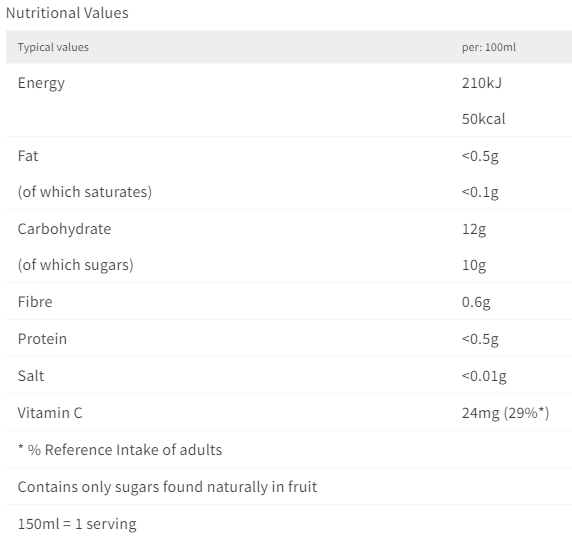 Nutritional Values
Typical values per: 100ml
Energy 210kJ
50kcal
Fat <0.5g
(of which saturates) <0.1g
Carbohydrate 12g
(of which sugars) 10g
Fibre 0.6g
Protein <0.5g
Salt <0.01g
Vitamin C 24mg (29%*)
* % Reference Intake of adults
Contains only sugars found naturally in fruit
150ml = 1 serving